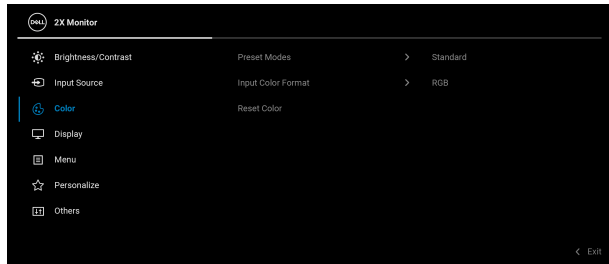 DELL 2X Monitor
Brightness/Contrast Preset Modes > Standard
Input Source Input Color Format > RGB
Color Reset Color
Display
Menu
Personalize
Others
< Exit